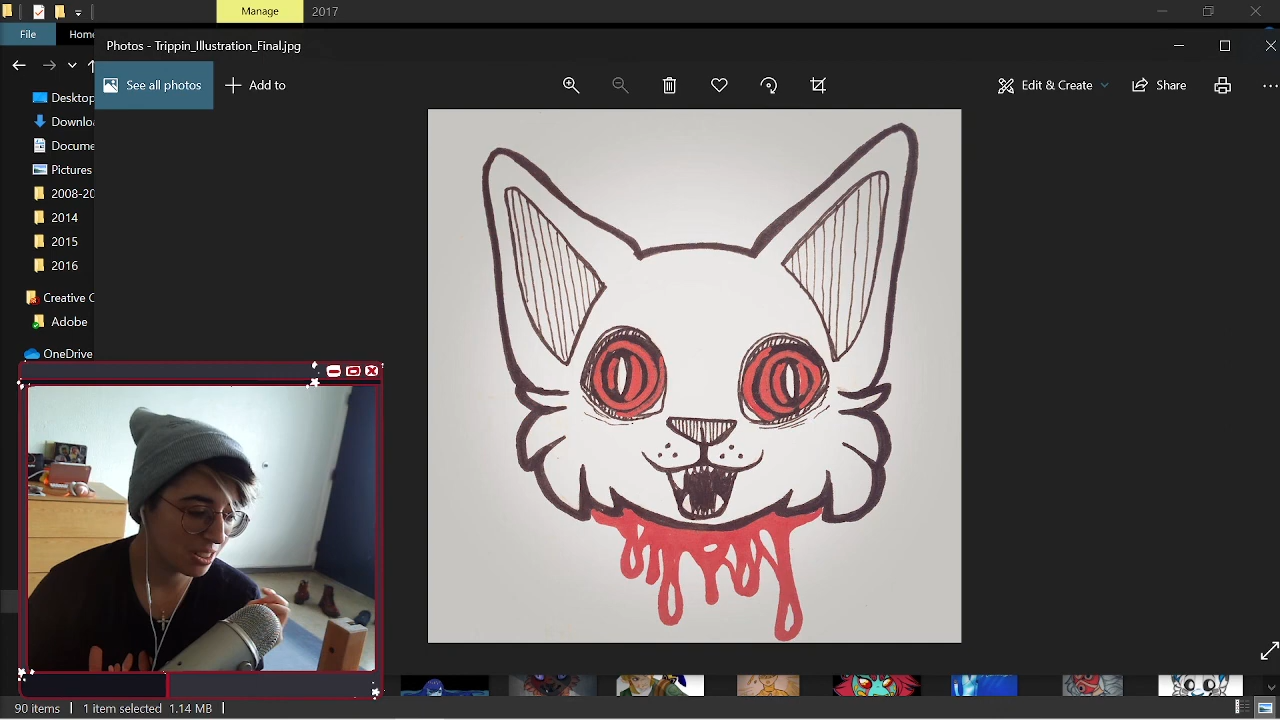 Manage
2017
File
Home
Photos - Trippin_Illustration_Final.jpg
See all photos
Add to
Edit & Create
Share
Desktop
Downlo
Docume
Pictures
2008-20
2014
2015
2016
Creative C
Adobe
OneDrive
90 items
1 item selected 1.14 MB